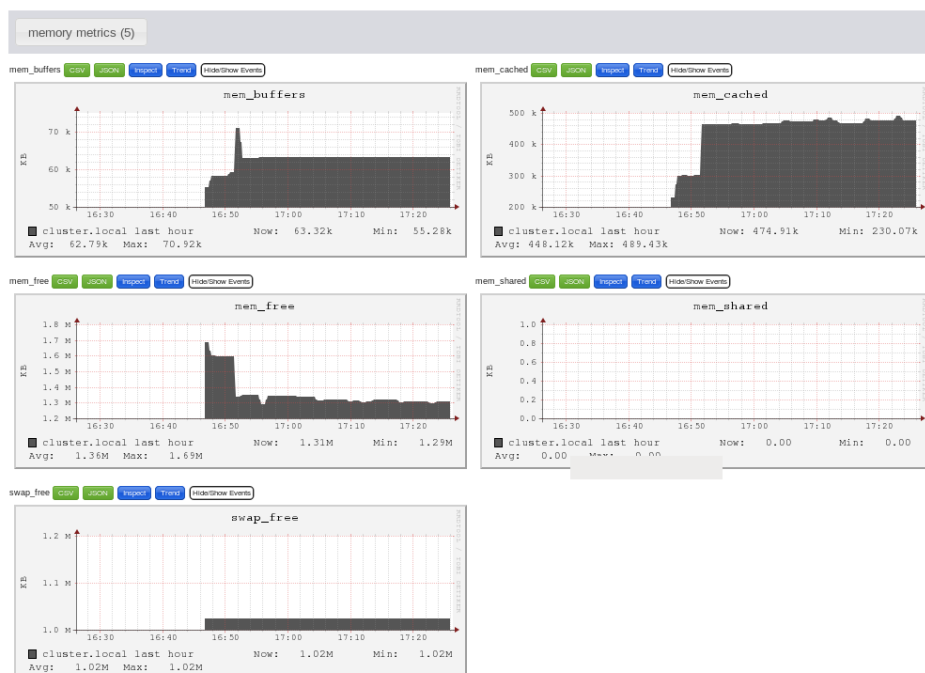 memory metrics (5)
mem_buffers CSV JSON Inspect Trend Hide/Show Events
mem_buffers
KB
70 k
60 k
50 k
16:30 16:40 16:50 17:00 17:10 17:20
cluster.local last hour Now: 63.32k Min: 55.28k
Avg: 62.79k Max: 70.92k
mem_cached CSV JSON Inspect Trend Hide/Show Events
mem_cached
KB
500 k
400 k
300 k
200 k
16:30 16:40 16:50 17:00 17:10 17:20
cluster.local last hour Now: 474.91k Min: 230.07k
Avg: 448.12k Max: 489.43k
mem_free CSV JSON Inspect Trend Hide/Show Events
mem_free
KB
1.8 M
1.7 M
1.6 M
1.5 M
1.4 M
1.3 M
1.2 M
16:30 16:40 16:50 17:00 17:10 17:20
cluster.local last hour Now: 1.31M Min: 1.29M
Avg: 1.36M Max: 1.69M
mem_shared CSV JSON Inspect Trend Hide/Show Events
mem_shared
KB
1.0
0.8
0.6
0.4
0.2
0.0
16:30 16:40 16:50 17:00 17:10 17:20
cluster.local last hour Now: 0.00 Min: 0.00
Avg: 0.00 Max: 0.00
swap_free CSV JSON Inspect Trend Hide/Show Events
swap_free
KB
1.2 M
1.1 M
1.0 M
16:30 16:40 16:50 17:00 17:10 17:20
cluster.local last hour Now: 1.02M Min: 1.02M
Avg: 1.02M Max: 1.02M